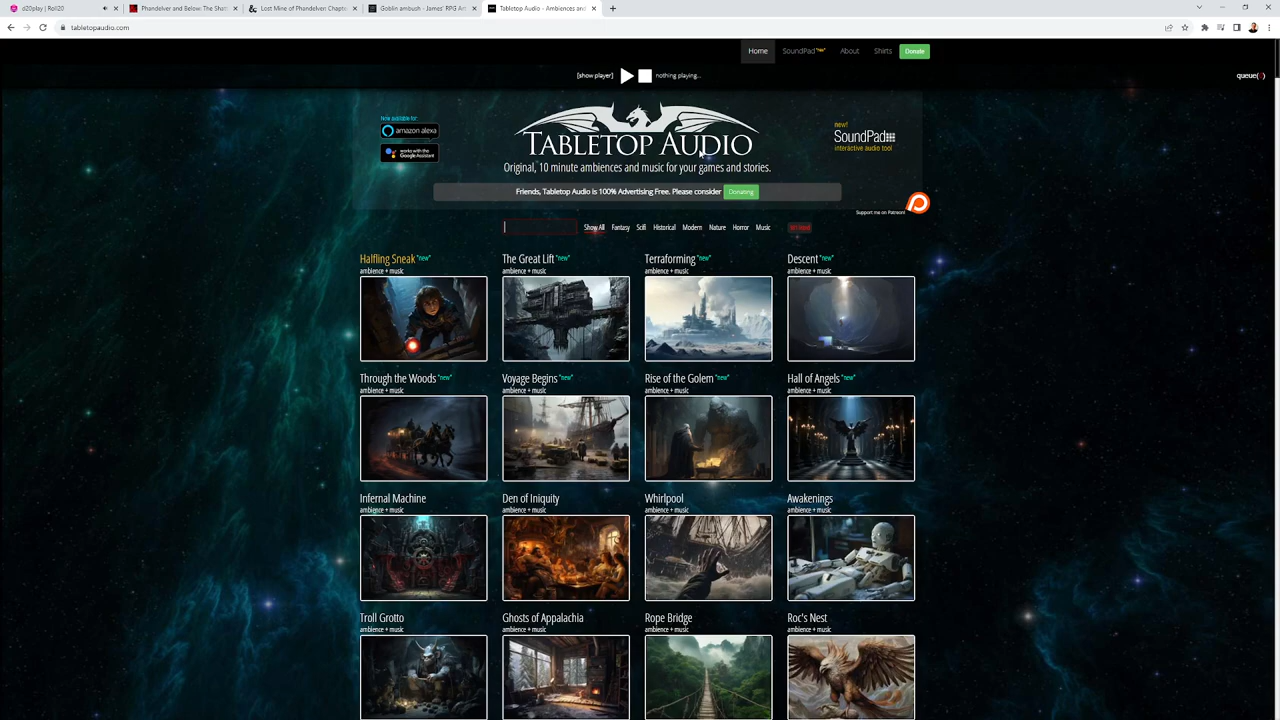 d20play | Roll20
Phandelver and Below: The Shatt
Lost Mine of Phandelver: Chapte
Goblin ambush - James' RPG Art
Tabletop Audio - Ambiences and
tabletopaudio.com
Home
SoundPad "new"
About
Shirts
Donate
[show player]
nothing playing...
Now available for:
amazon alexa
works with the
Google Assistant
TABLETOP AUDIO
Original, 10 minute ambiences and music for your games and stories.
new!
SoundPad
interactive audio tool
Friends, Tabletop Audio is 100% Advertising Free. Please consider
Donating
Support me on Patreon!
Show All
Fantasy
Scifi
Historical
Modern
Nature
Horror
Music
Halfling Sneak "new"
ambience + music
The Great Lift "new"
ambience + music
Terraforming "new"
ambience + music
Descent "new"
ambience + music
Through the Woods "new"
ambience + music
Voyage Begins "new"
ambience + music
Rise of the Golem "new"
ambience + music
Hall of Angels "new"
ambience + music
Infernal Machine
ambience + music
Den of Iniquity
ambience + music
Whirlpool
ambience + music
Awakenings
ambience + music
Troll Grotto
ambience + music
Ghosts of Appalachia
ambience + music
Rope Bridge
ambience + music
Roc's Nest
ambience + music